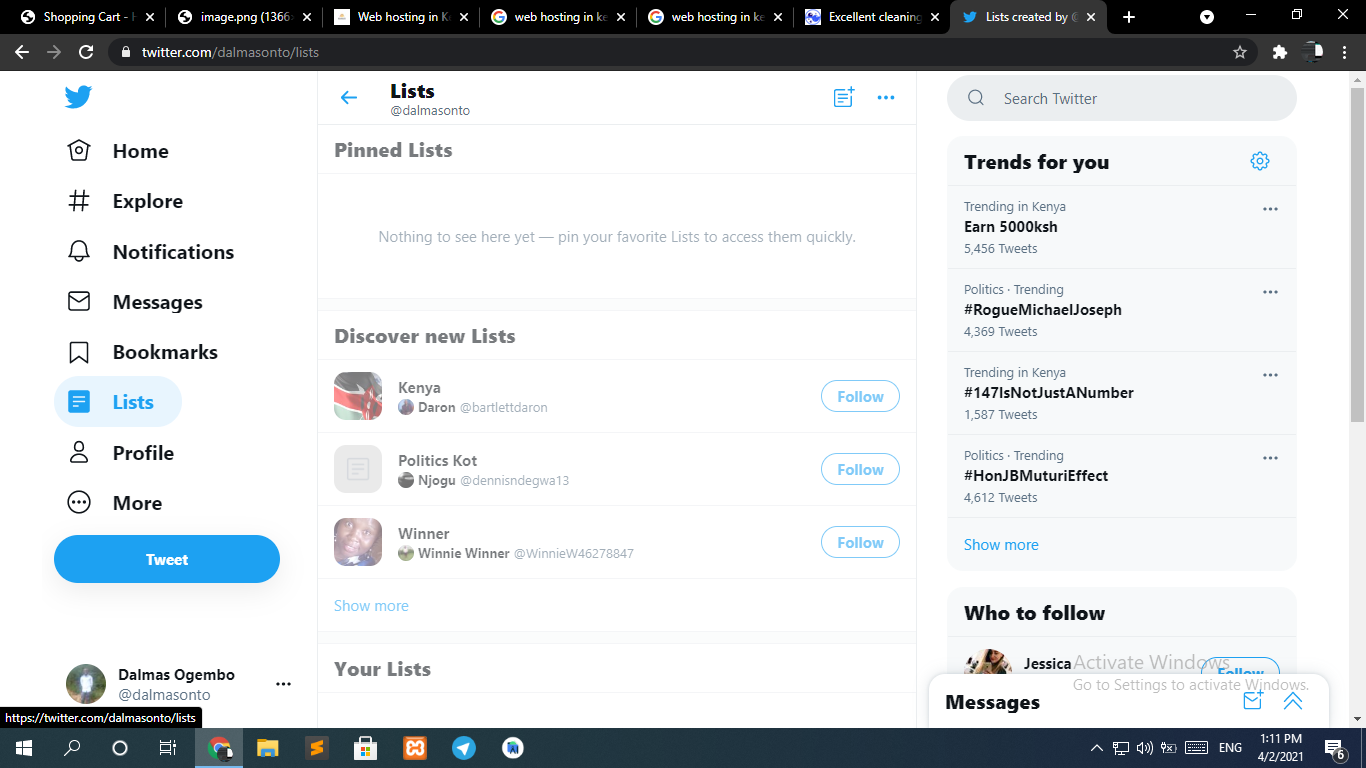 Shopping Cart - H
image.png (1366×
Web hosting in K
web hosting in ke
web hosting in ke
Excellent cleaning
Lists created by @
twitter.com/dalmasonto/lists
Home
Explore
Notifications
Messages
Bookmarks
Lists
Profile
More
Tweet
Dalmas Ogembo
@dalmasonto
https://twitter.com/dalmasonto/lists
Lists
@dalmasonto
Pinned Lists
Nothing to see here yet — pin your favorite Lists to access them quickly.
Discover new Lists
Kenya
Daron @bartlettdaron
Follow
Politics Kot
Njogu @dennisndegwa13
Follow
Winner
Winnie Winner @WinnieW46278847
Follow
Show more
Your Lists
Search Twitter
Trends for you
Trending in Kenya
Earn 5000ksh
5,456 Tweets
Politics · Trending
#RogueMichaelJoseph
4,369 Tweets
Trending in Kenya
#147IsNotJustANumber
1,587 Tweets
Politics · Trending
#HonJBMuturiEffect
4,612 Tweets
Show more
Who to follow
Jessica
Follow
Activate Windows
Go to Settings to activate Windows.
Messages
ENG
1:11 PM
4/2/2021
6